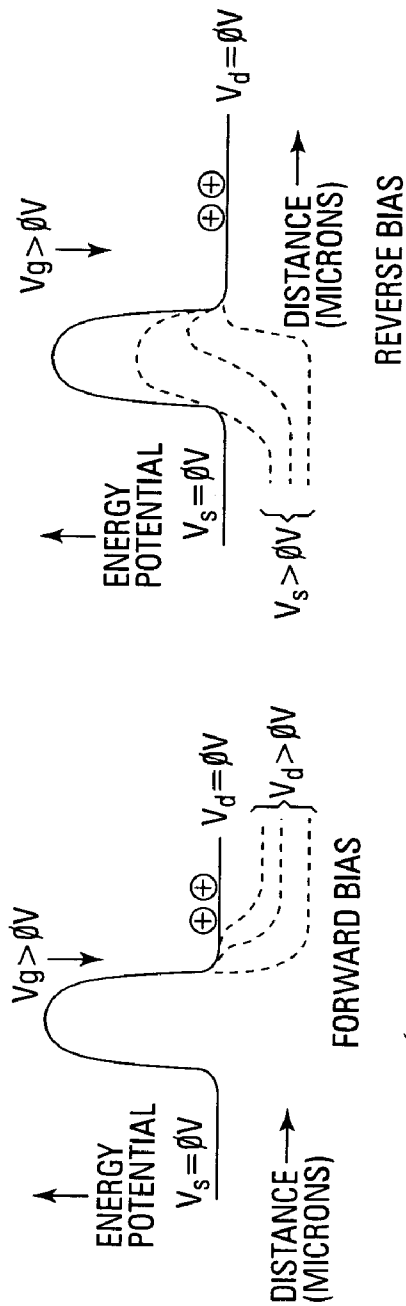 ENERGY
POTENTIAL
Vg>ØV
Vs=ØV
⊕⊕
Vd=ØV
Vd>ØV
DISTANCE
(MICRONS)
FORWARD BIAS
ENERGY
POTENTIAL
Vg>ØV
Vs=ØV
⊕⊕
Vd=ØV
Vs>ØV
DISTANCE
(MICRONS)
REVERSE BIAS